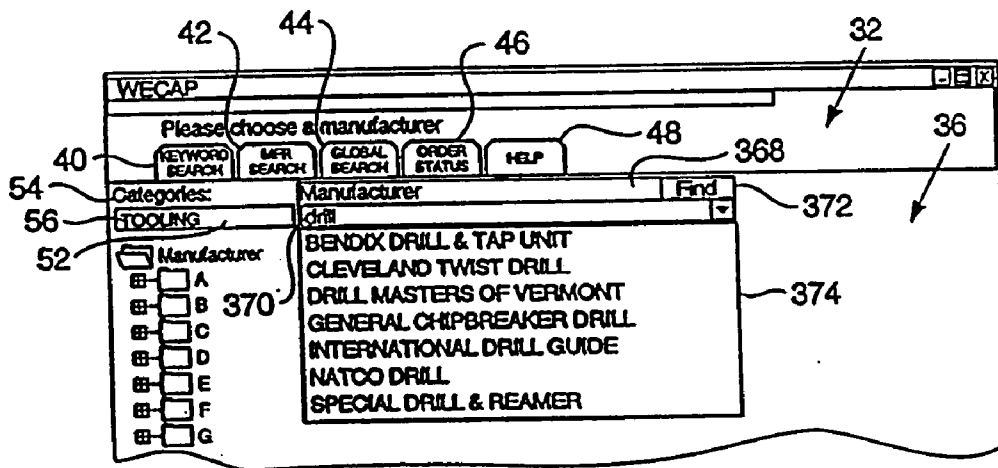 42
44
46
32
WECAP
Please choose a manufacturer
48
36
40
KEYWORD SEARCH
MFR SEARCH
GLOBAL SEARCH
ORDER STATUS
HELP
368
54
Categories:
Manufacturer
Find
372
56
TOOLING
drill
52
370
BENDIX DRILL & TAP UNIT
CLEVELAND TWIST DRILL
DRILL MASTERS OF VERMONT
GENERAL CHIPBREAKER DRILL
INTERNATIONAL DRILL GUIDE
NATCO DRILL
SPECIAL DRILL & REAMER
374
Manufacturer
A
B
C
D
E
F
G